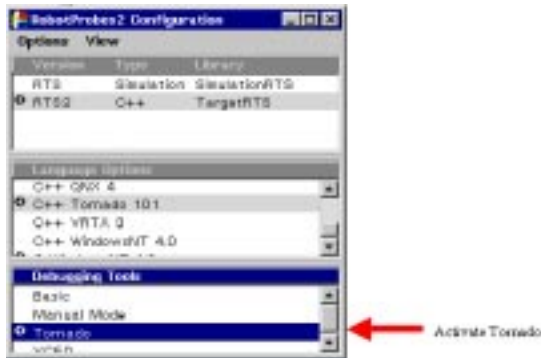 RobotProbes2 Configuration
Options View
Version Type Library
RTS Simulation SimulationRTS
RTS2 C++ TargetRTS
Language Options
C++ QNX 4
C++ Tornado 101
C++ VRTX
C++ WindowsNT 4.0
Debugging Tools
Basic
Manual Mode
Tornado
Activate Tornado